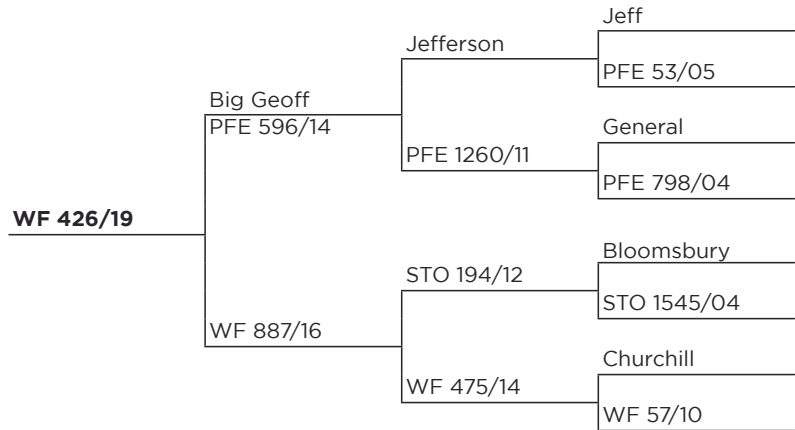 Jeff
Jefferson
PFE 53/05
Big Geoff
PFE 596/14
General
PFE 1260/11
PFE 798/04
WF 426/19
Bloomsbury
STO 194/12
STO 1545/04
WF 887/16
Churchill
WF 475/14
WF 57/10